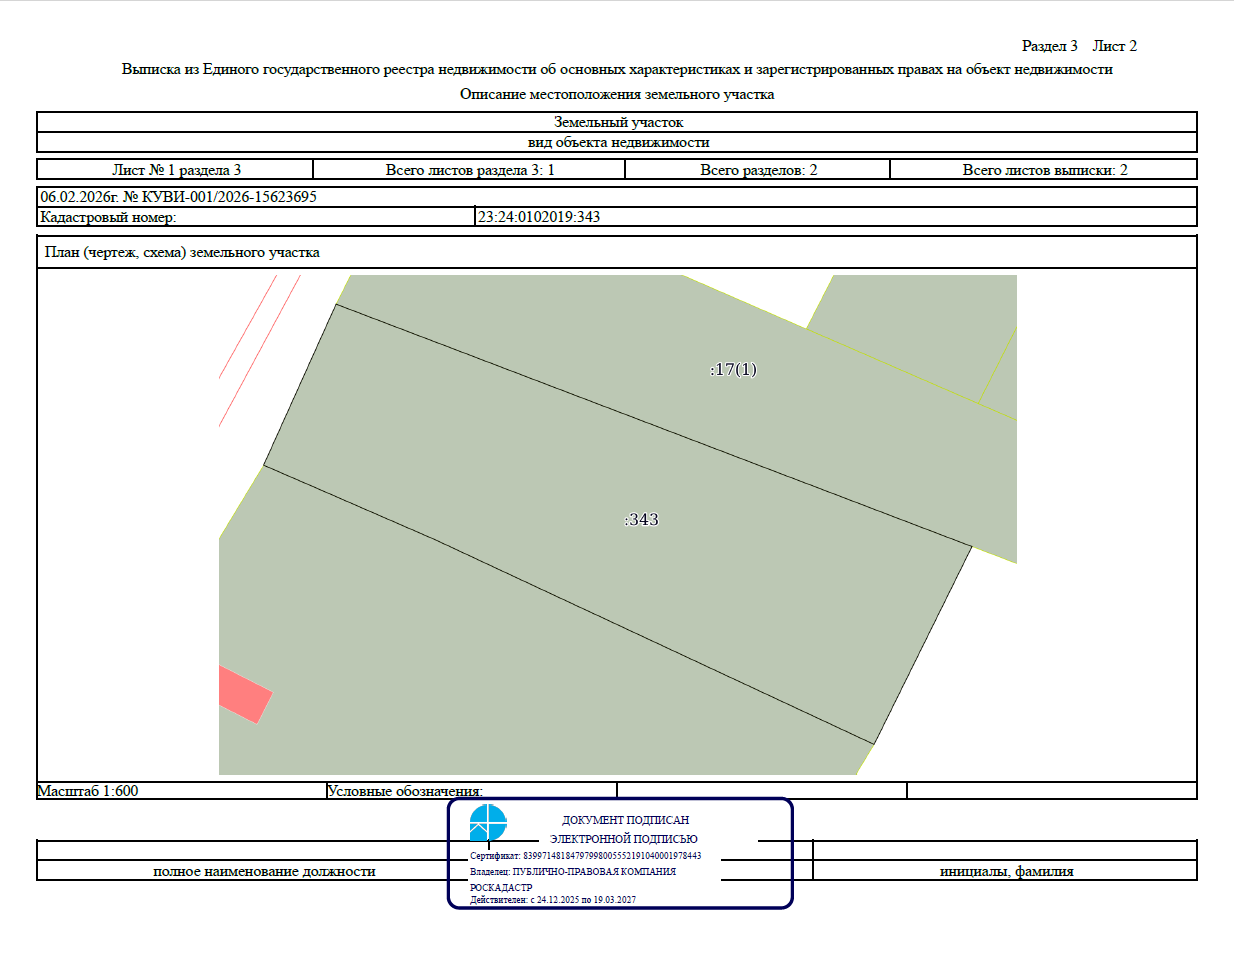 Раздел 3 Лист 2
Выписка из Единого государственного реестра недвижимости об основных характеристиках и зарегистрированных правах на объект недвижимости
Описание местоположения земельного участка
Земельный участок
вид объекта недвижимости
Лист № 1 раздела 3 Всего листов раздела 3: 1 Всего разделов: 2 Всего листов выписки: 2
06.02.2026г. № КУВИ-001/2026-15623695
Кадастровый номер: 23:24:0102019:343
План (чертеж, схема) земельного участка
:17(1)
:343
Масштаб 1:600 Условные обозначения:
ДОКУМЕНТ ПОДПИСАН
ЭЛЕКТРОННОЙ ПОДПИСЬЮ
Сертификат: 83997148184797998005552191040001978443
Владелец: ПУБЛИЧНО-ПРАВОВАЯ КОМПАНИЯ
РОСКАДАСТР
Действителен: с 24.12.2025 по 19.03.2027
полное наименование должности инициалы, фамилия